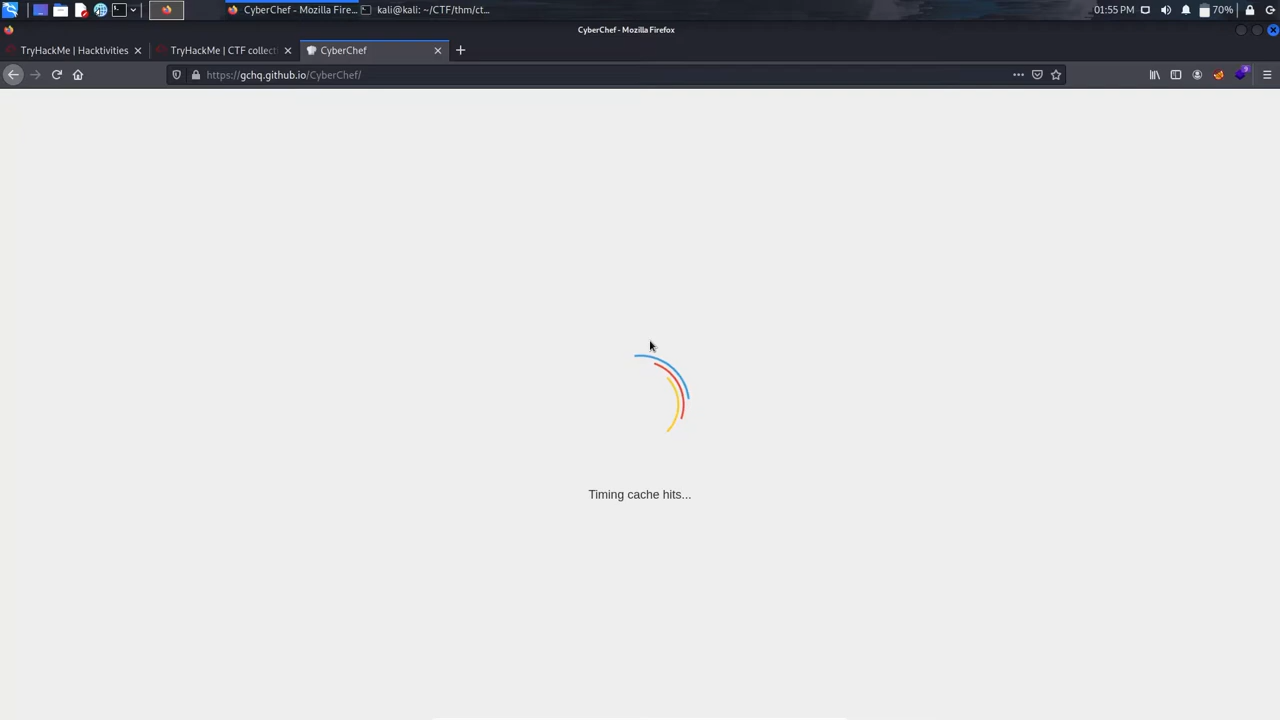 CyberChef - Mozilla Fire...
kali@kali: ~/CTF/thm/ct...
01:55 PM
70%
CyberChef - Mozilla Firefox
TryHackMe | Hacktivities
TryHackMe | CTF collecti
CyberChef
https://gchq.github.io/CyberChef/
Timing cache hits...